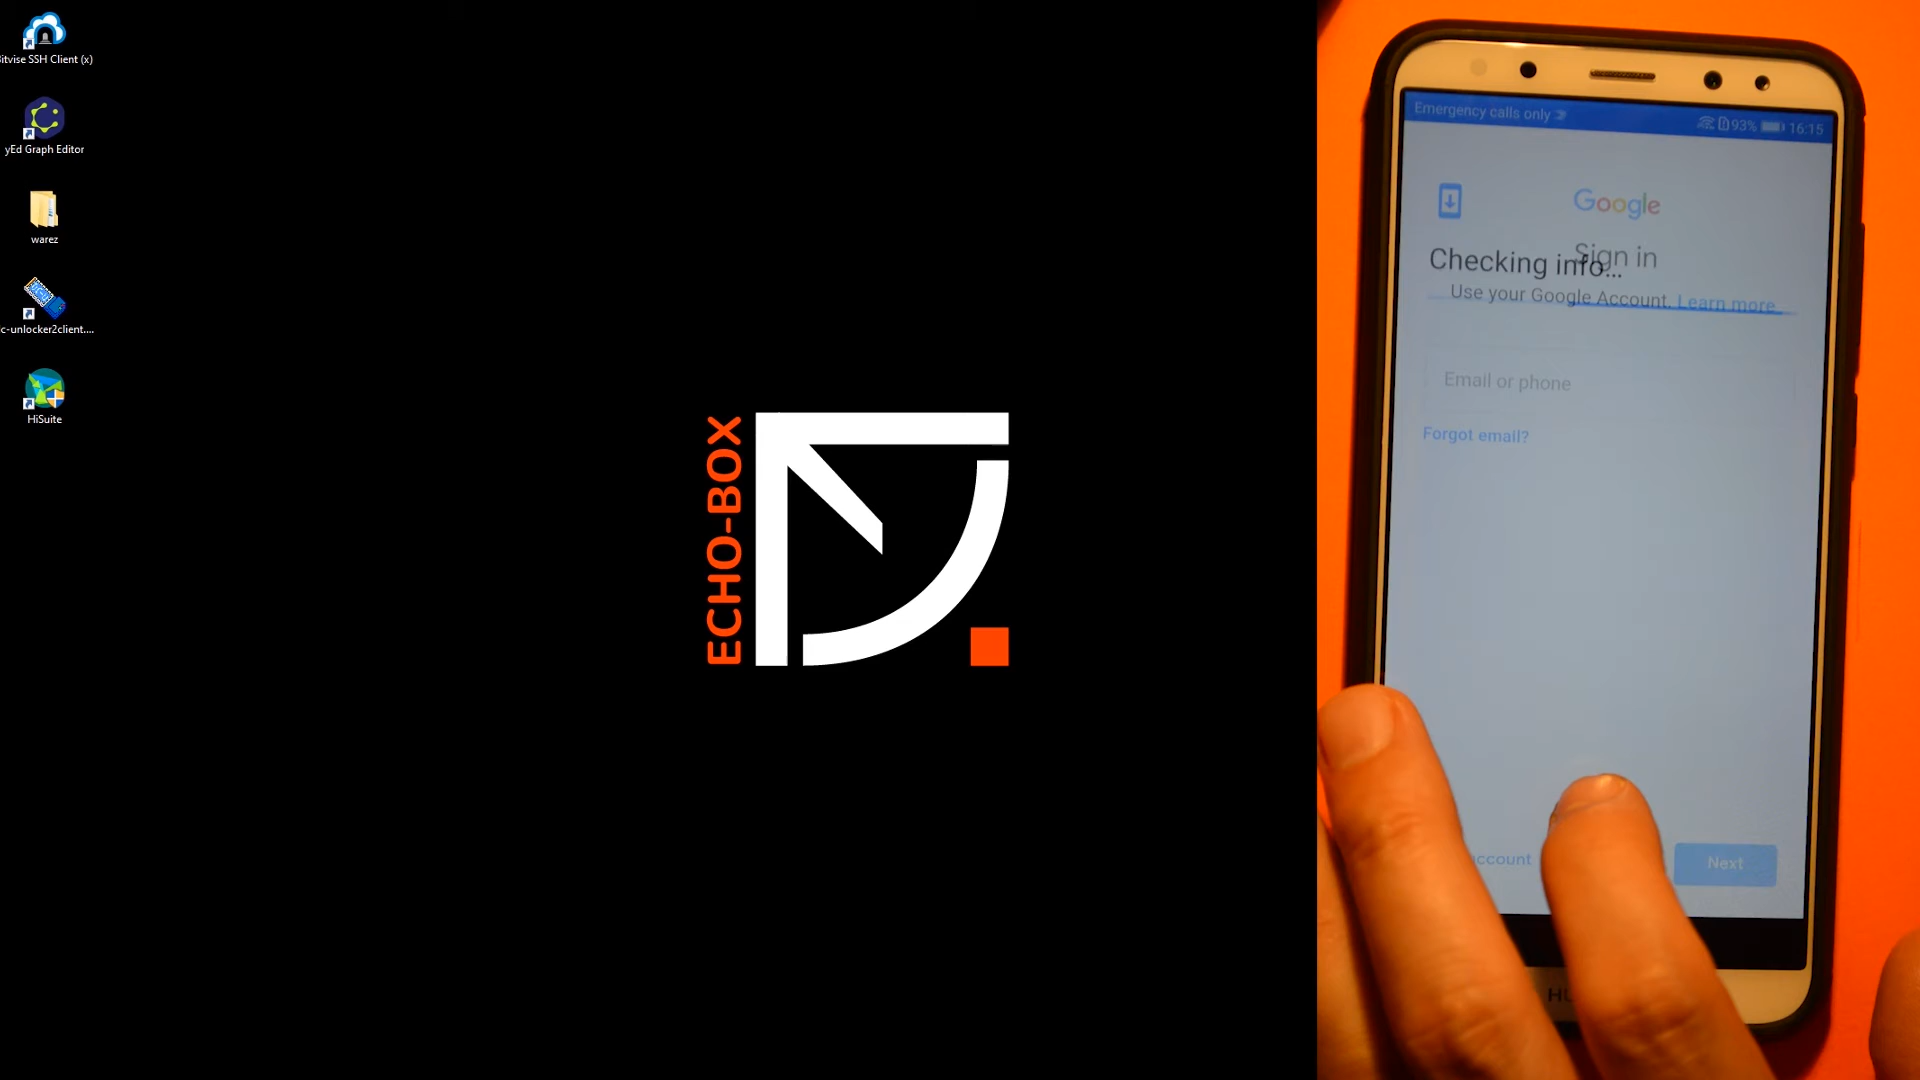 itvise SSH Client (x)
yEd Graph Editor
warez
c-unlocker2client....
HiSuite
ECHO-BOX
Emergency calls only
93% 16:15
Google
Sign in
Checking info...
Use your Google Account. Learn more
Email or phone
Forgot email?
account
Next